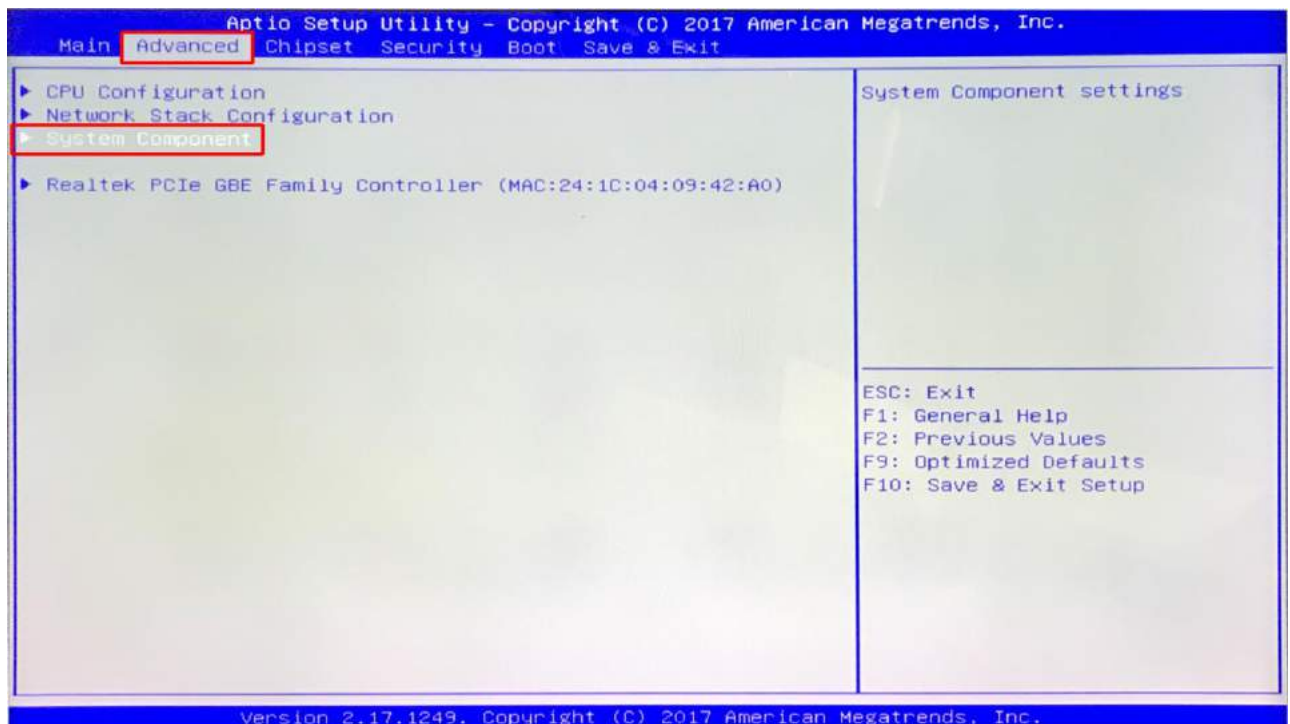 Aptio Setup Utility – Copyright (C) 2017 American Megatrends, Inc.
Main Advanced Chipset Security Boot Save & Exit
CPU Configuration
Network Stack Configuration
System Component
Realtek PCIe GBE Family Controller (MAC:24:1C:04:09:42:A0)
System Component settings
ESC: Exit
F1: General Help
F2: Previous Values
F9: Optimized Defaults
F10: Save & Exit Setup
Version 2.17.1249. Copyright (C) 2017 American Megatrends, Inc.